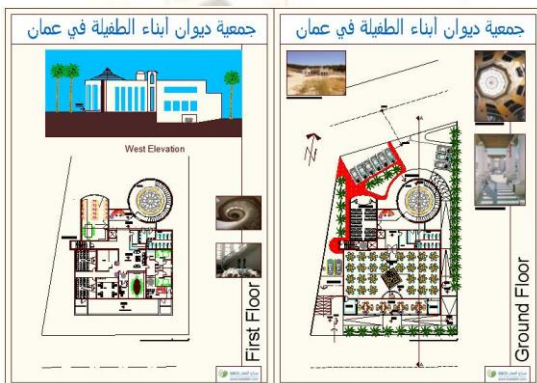 جمعية ديوان أبناء الطفيلة في عمان
West Elevation
First Floor
جمعية ديوان أبناء الطفيلة في عمان
Ground Floor